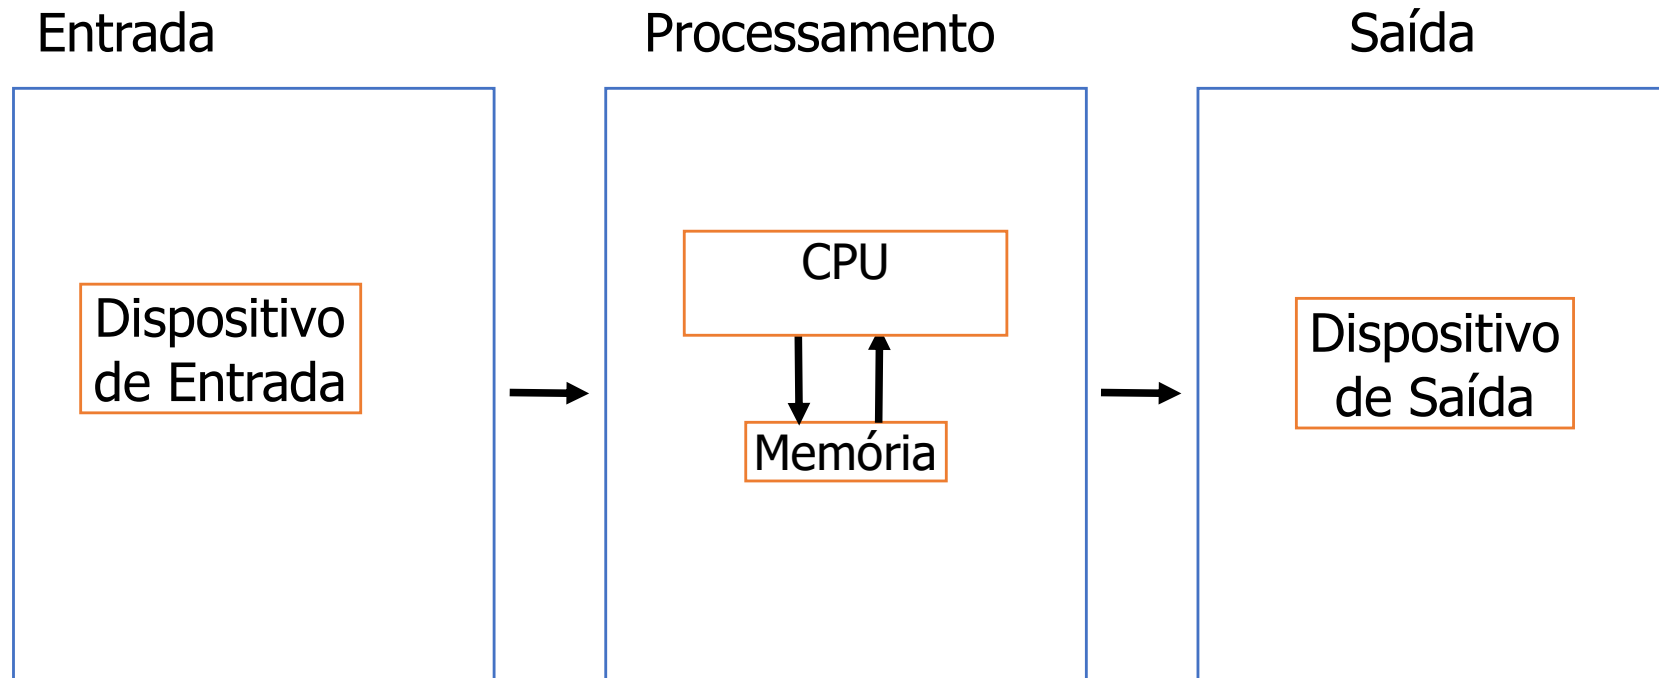 Entrada
Processamento
Saída
Dispositivo
de Entrada
CPU
Memória
Dispositivo
de Saída